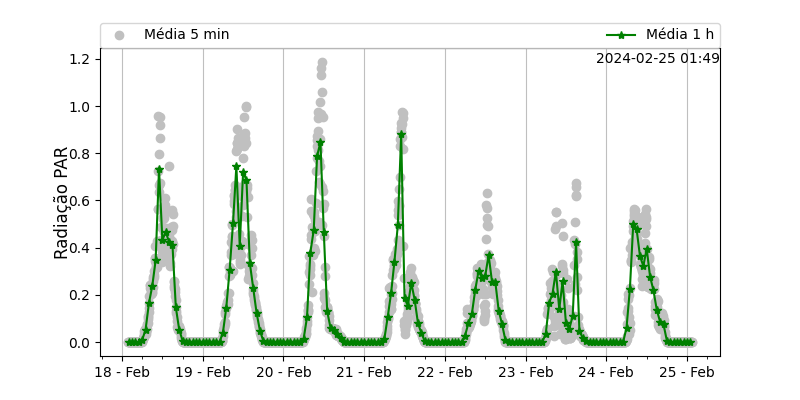 Média 5 min
Média 1 h
2024-02-25 01:49
Radiação PAR
1.2
1.0
0.8
0.6
0.4
0.2
0.0
18 - Feb
19 - Feb
20 - Feb
21 - Feb
22 - Feb
23 - Feb
24 - Feb
25 - Feb